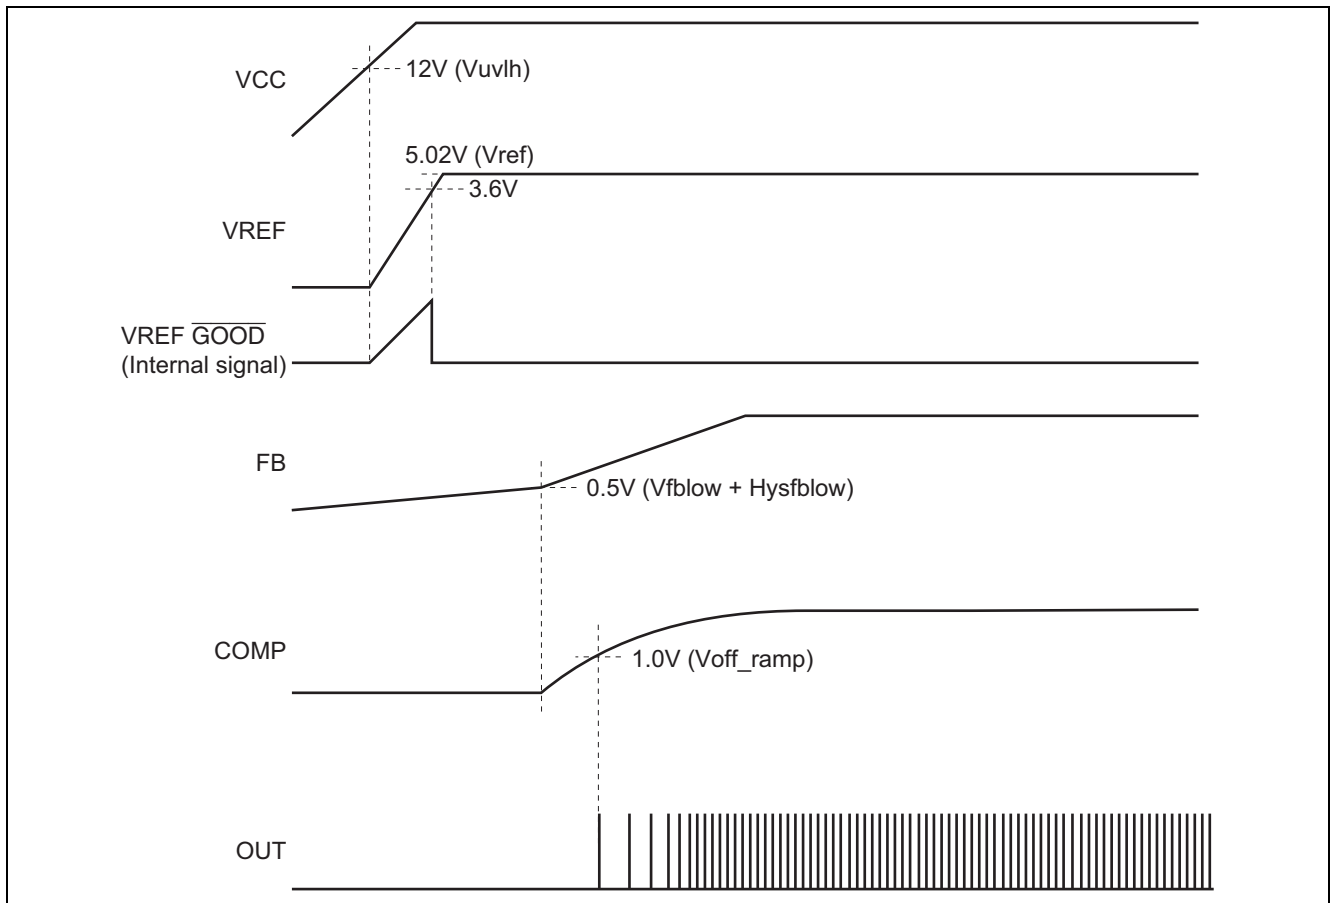 VCC
12V (Vuvlh)
5.02V (Vref)
3.6V
VREF
VREF GOOD
(Internal signal)
FB
0.5V (Vfblow + Hysfblow)
COMP
1.0V (Voff_ramp)
OUT